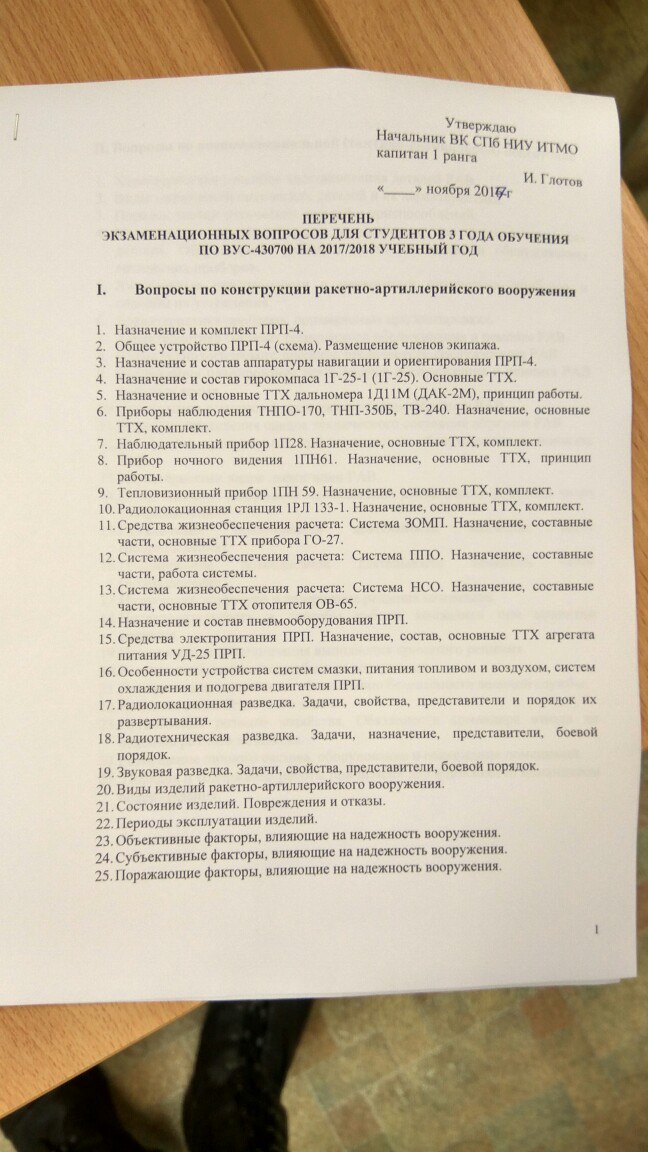 Утверждаю
Начальник ВК СПб НИУ ИТМО
капитан 1 ранга
И. Глотов
«____» ноября 2017г
ПЕРЕЧЕНЬ
ЭКЗАМЕНАЦИОННЫХ ВОПРОСОВ ДЛЯ СТУДЕНТОВ 3 ГОДА ОБУЧЕНИЯ
ПО ВУС-430700 НА 2017/2018 УЧЕБНЫЙ ГОД
I. Вопросы по конструкции ракетно-артиллерийского вооружения
1. Назначение и комплект ПРП-4.
2. Общее устройство ПРП-4 (схема). Размещение членов экипажа.
3. Назначение и состав аппаратуры навигации и ориентирования ПРП-4.
4. Назначение и состав гирокомпаса 1Г-25-1 (1Г-25). Основные ТТХ.
5. Назначение и основные ТТХ дальномера 1Д11М (ДАК-2М), принцип работы.
6. Приборы наблюдения ТНПО-170, ТНП-350Б, ТВ-240. Назначение, основные
ТТХ, комплект.
7. Наблюдательный прибор 1П28. Назначение, основные ТТХ, комплект.
8. Прибор ночного видения 1ПН61. Назначение, основные ТТХ, принцип
работы.
9. Тепловизионный прибор 1ПН 59. Назначение, основные ТТХ, комплект.
10. Радиолокационная станция 1РЛ 133-1. Назначение, основные ТТХ, комплект.
11. Средства жизнеобеспечения расчета: Система ЗОМП. Назначение, составные
части, основные ТТХ прибора ГО-27.
12. Система жизнеобеспечения расчета: Система ППО. Назначение, составные
части, работа системы.
13. Система жизнеобеспечения расчета: Система НСО. Назначение, составные
части, основные ТТХ отопителя ОВ-65.
14. Назначение и состав пневмооборудования ПРП.
15. Средства электропитания ПРП. Назначение, состав, основные ТТХ агрегата
питания УД-25 ПРП.
16. Особенности устройства систем смазки, питания топливом и воздухом, систем
охлаждения и подогрева двигателя ПРП.
17. Радиолокационная разведка. Задачи, свойства, представители и порядок их
развертывания.
18. Радиотехническая разведка. Задачи, назначение, представители, боевой
порядок.
19. Звуковая разведка. Задачи, свойства, представители, боевой порядок.
20. Виды изделий ракетно-артиллерийского вооружения.
21. Состояние изделий. Повреждения и отказы.
22. Периоды эксплуатации изделий.
23. Объективные факторы, влияющие на надежность вооружения.
24. Субъективные факторы, влияющие на надежность вооружения.
25. Поражающие факторы, влияющие на надежность вооружения.
1